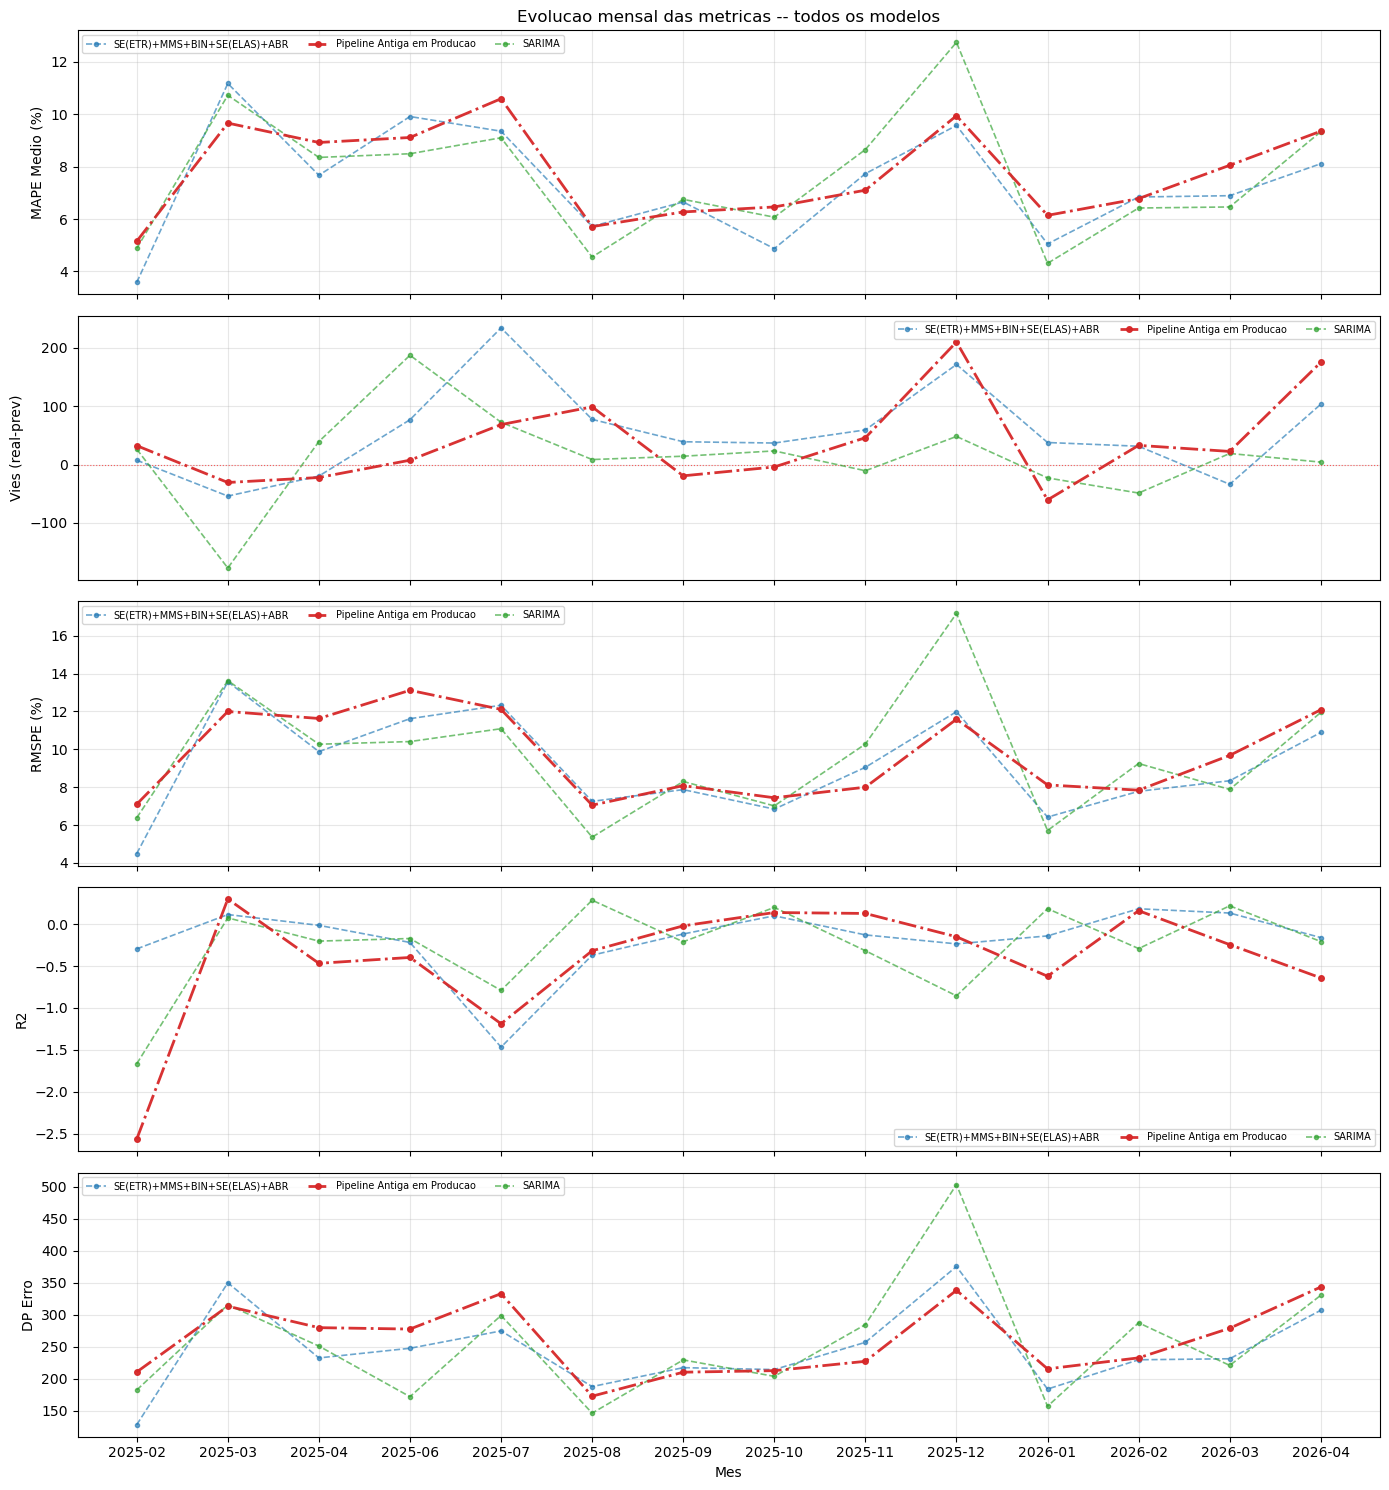 Evolucao mensal das metricas -- todos os modelos
SE(ETR)+MMS+BIN+SE(ELAS)+ABR Pipeline Antiga em Producao SARIMA
MAPE Medio (%)
12
10
8
6
4
SE(ETR)+MMS+BIN+SE(ELAS)+ABR Pipeline Antiga em Producao SARIMA
Vies (real-prev)
200
100
0
−100
SE(ETR)+MMS+BIN+SE(ELAS)+ABR Pipeline Antiga em Producao SARIMA
RMSPE (%)
16
14
12
10
8
6
4
R2
0.0
−0.5
−1.0
−1.5
−2.0
−2.5
SE(ETR)+MMS+BIN+SE(ELAS)+ABR Pipeline Antiga em Producao SARIMA
SE(ETR)+MMS+BIN+SE(ELAS)+ABR Pipeline Antiga em Producao SARIMA
DP Erro
500
450
400
350
300
250
200
150
2025-02 2025-03 2025-04 2025-06 2025-07 2025-08 2025-09 2025-10 2025-11 2025-12 2026-01 2026-02 2026-03 2026-04
Mes